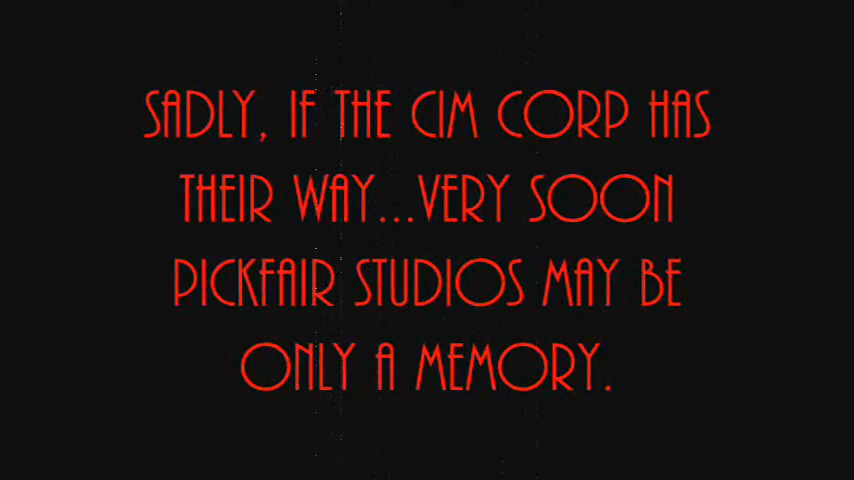 SADLY, IF THE CIM CORP HAS
THEIR WAY...VERY SOON
PICKFAIR STUDIOS MAY BE
ONLY A MEMORY.